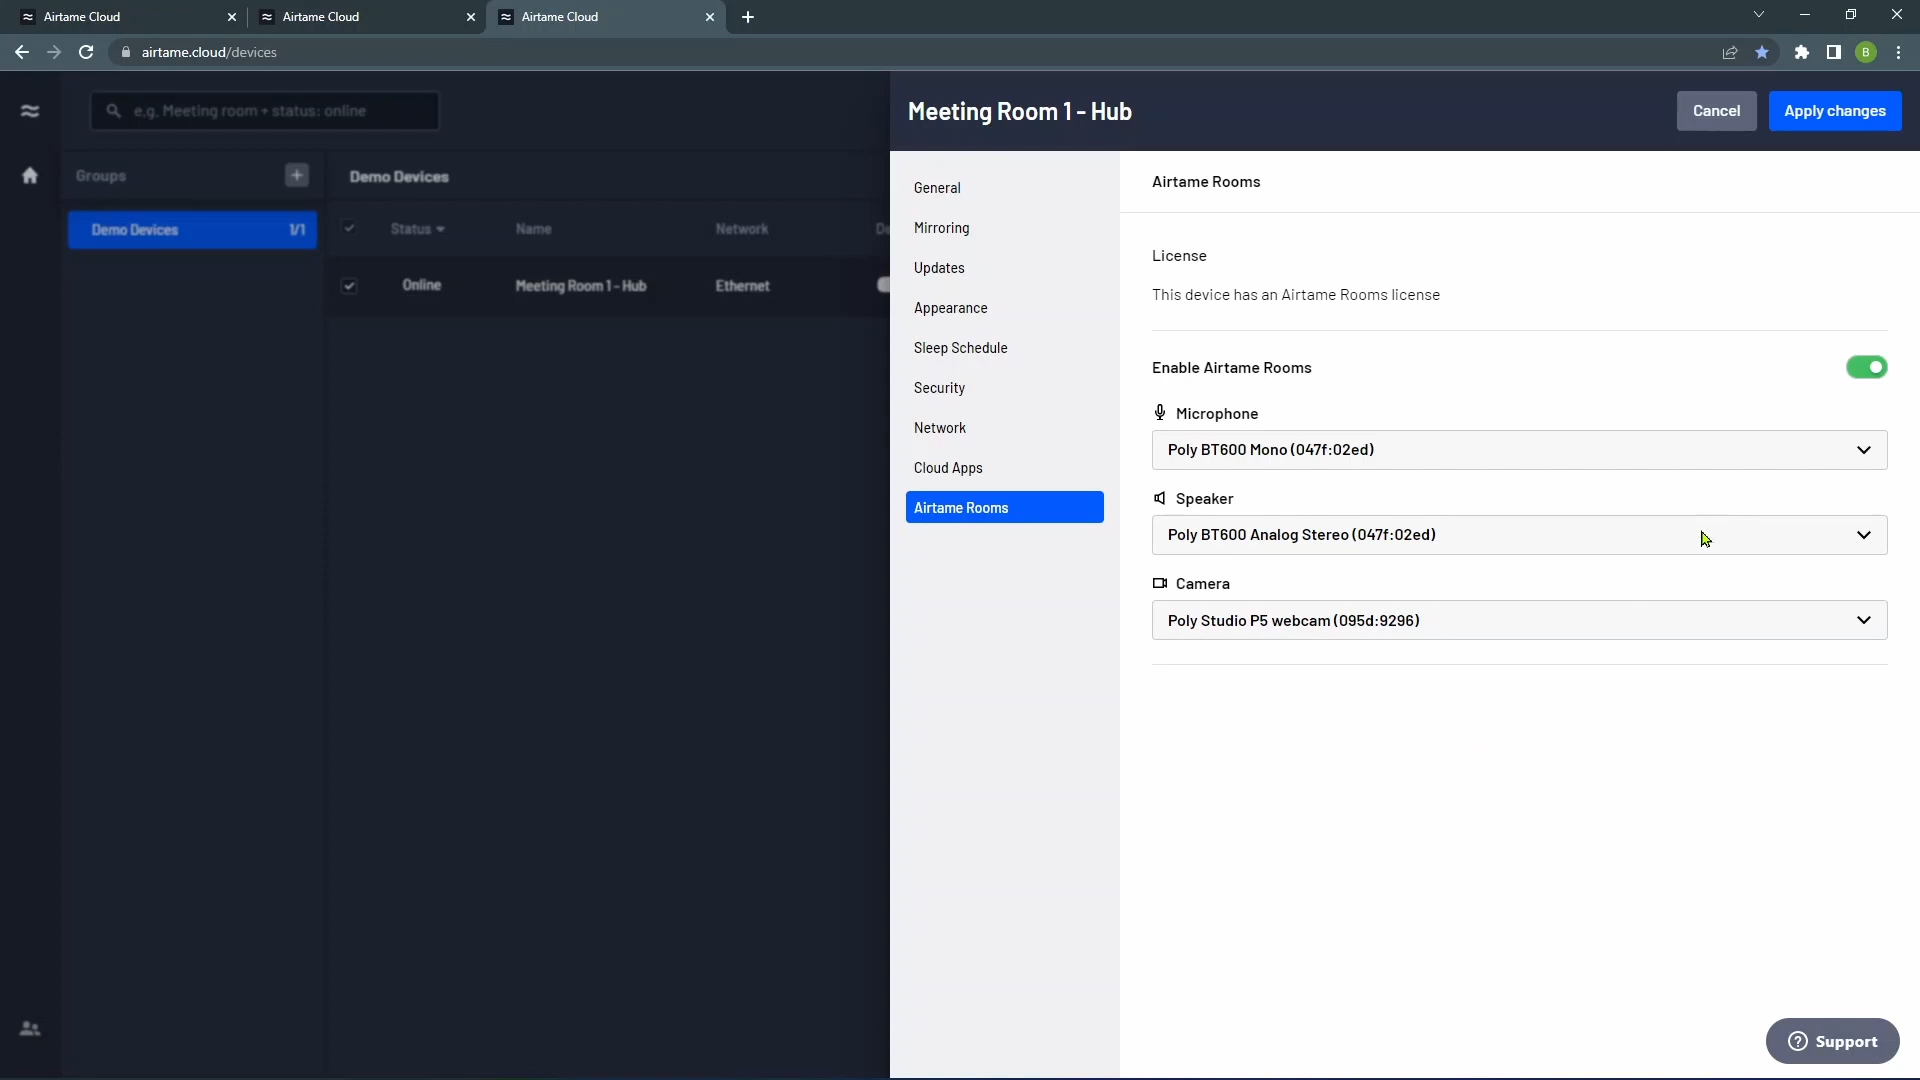 Airtame Cloud
Airtame Cloud
Airtame Cloud
airtame.cloud/devices
B
e.g. Meeting room + status: online
Meeting Room 1 - Hub
Cancel
Apply changes
Groups
Demo Devices
Demo Devices 1/1
Status
Name
Network
De
Online
Meeting Room 1 - Hub
Ethernet
General
Mirroring
Updates
Appearance
Sleep Schedule
Security
Network
Cloud Apps
Airtame Rooms
Airtame Rooms
License
This device has an Airtame Rooms license
Enable Airtame Rooms
Microphone
Poly BT600 Mono (047f:02ed)
Speaker
Poly BT600 Analog Stereo (047f:02ed)
Camera
Poly Studio P5 webcam (095d:9296)
Support